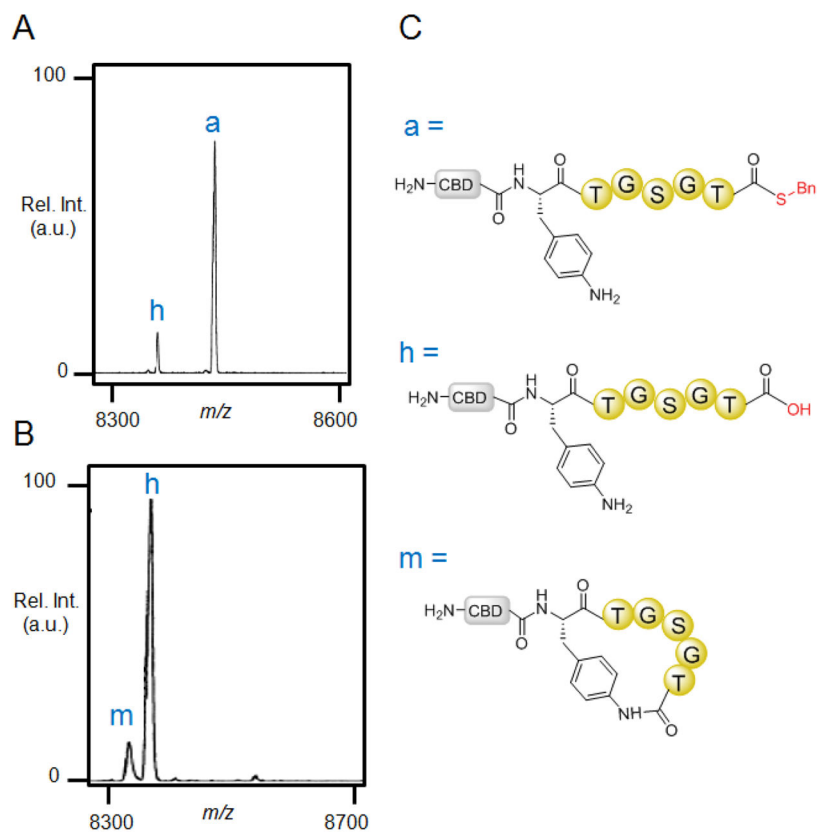 A
100
Rel. Int.
(a.u.)
0
a
h
8300
m/z
8600
B
100
Rel. Int.
(a.u.)
0
h
m
8300
m/z
8700
C
a =
H₂N
CBD
O
H
N
O
T G S G T
O
S
Bn
NH₂
h =
H₂N
CBD
O
H
N
O
T G S G T
O
OH
NH₂
m =
H₂N
CBD
O
H
N
O
T G S G T
NH
O